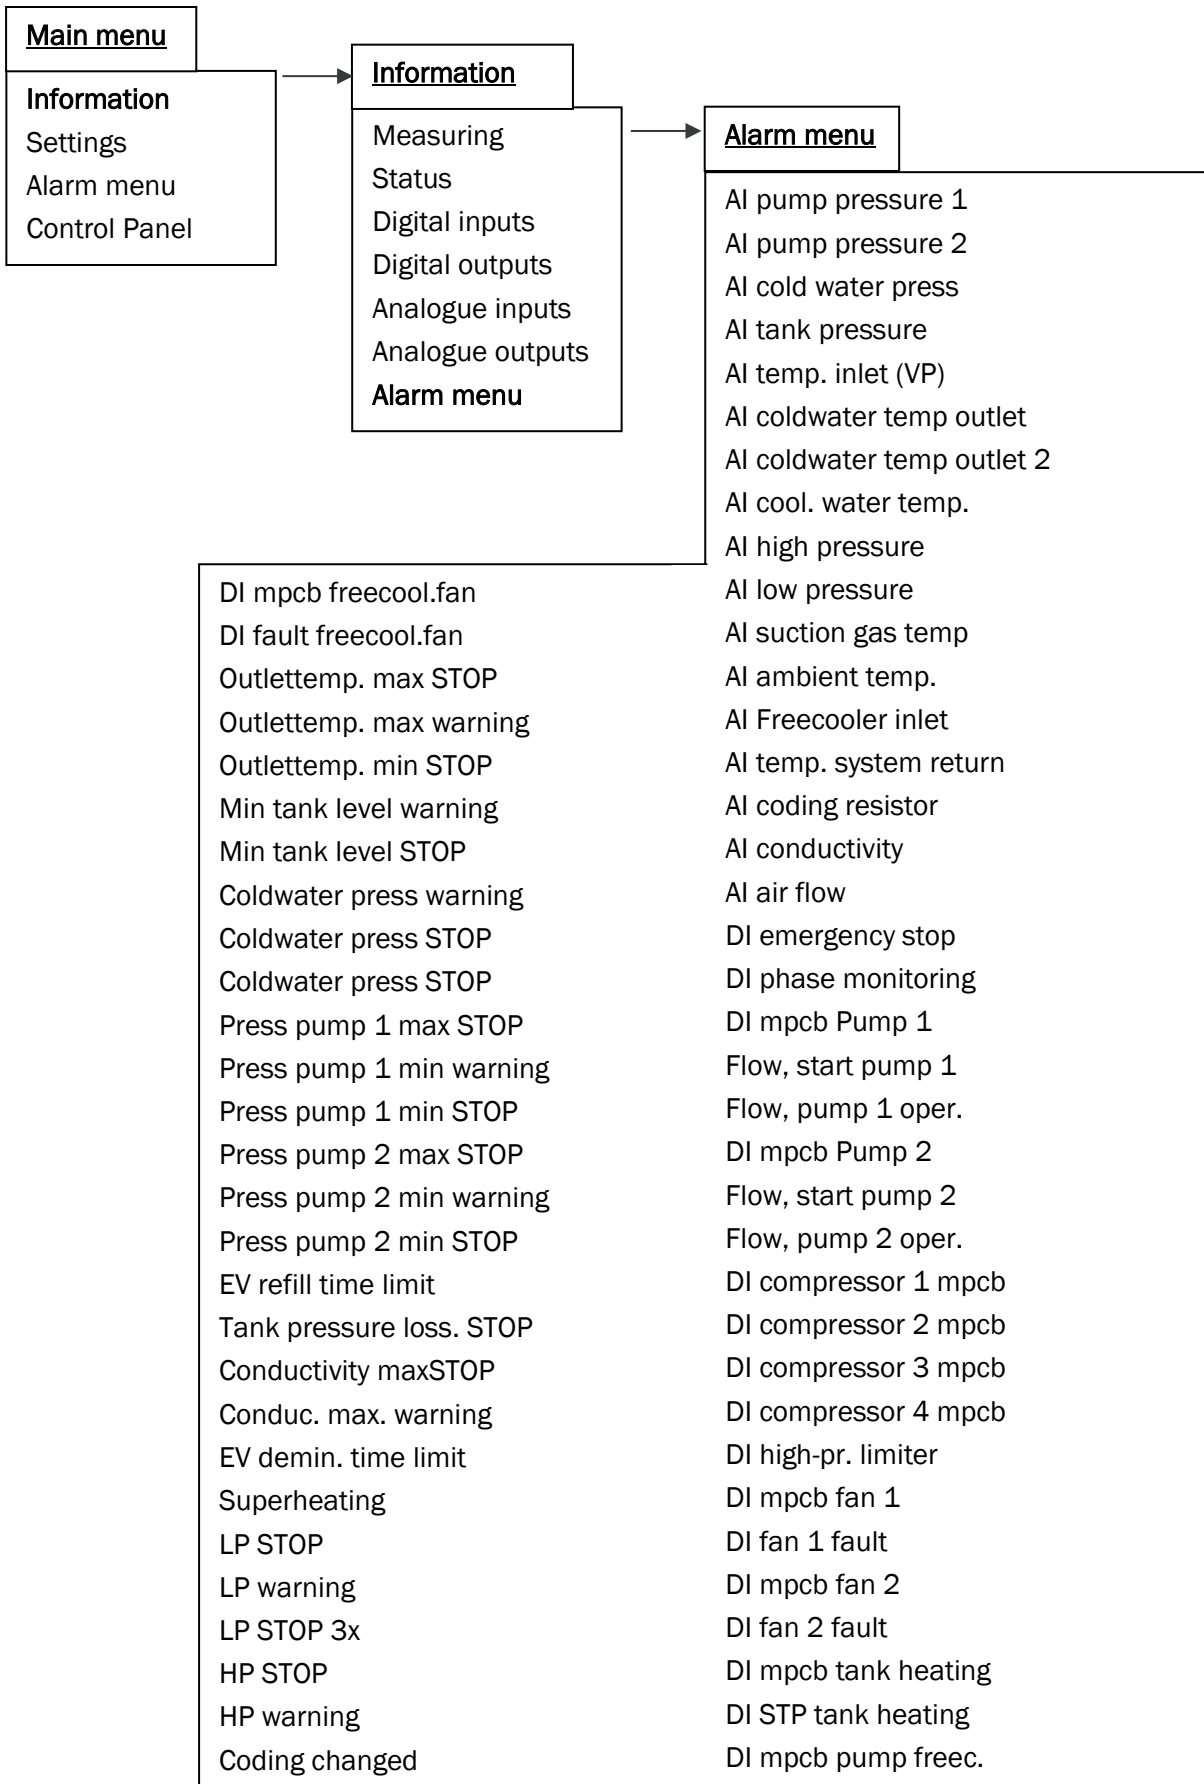 Main menu
Information
Settings
Alarm menu
Control Panel
Information
Measuring
Status
Digital inputs
Digital outputs
Analogue inputs
Analogue outputs
Alarm menu
Alarm menu
AI pump pressure 1
AI pump pressure 2
AI cold water press
AI tank pressure
AI temp. inlet (VP)
AI coldwater temp outlet
AI coldwater temp outlet 2
AI cool. water temp.
AI high pressure
AI low pressure
AI suction gas temp
AI ambient temp.
AI Freecooler inlet
AI temp. system return
AI coding resistor
AI conductivity
AI air flow
DI emergency stop
DI phase monitoring
DI mpcb Pump 1
Flow, start pump 1
Flow, pump 1 oper.
DI mpcb Pump 2
Flow, start pump 2
Flow, pump 2 oper.
DI compressor 1 mpcb
DI compressor 2 mpcb
DI compressor 3 mpcb
DI compressor 4 mpcb
DI high-pr. limiter
DI mpcb fan 1
DI fan 1 fault
DI mpcb fan 2
DI fan 2 fault
DI mpcb tank heating
DI STP tank heating
DI mpcb pump freec.
DI mpcb freecool.fan
DI fault freecool.fan
Outlettemp. max STOP
Outlettemp. max warning
Outlettemp. min STOP
Min tank level warning
Min tank level STOP
Coldwater press warning
Coldwater press STOP
Coldwater press STOP
Press pump 1 max STOP
Press pump 1 min warning
Press pump 1 min STOP
Press pump 2 max STOP
Press pump 2 min warning
Press pump 2 min STOP
EV refill time limit
Tank pressure loss. STOP
Conductivity maxSTOP
Conduc. max. warning
EV demin. time limit
Superheating
LP STOP
LP warning
LP STOP 3x
HP STOP
HP warning
Coding changed